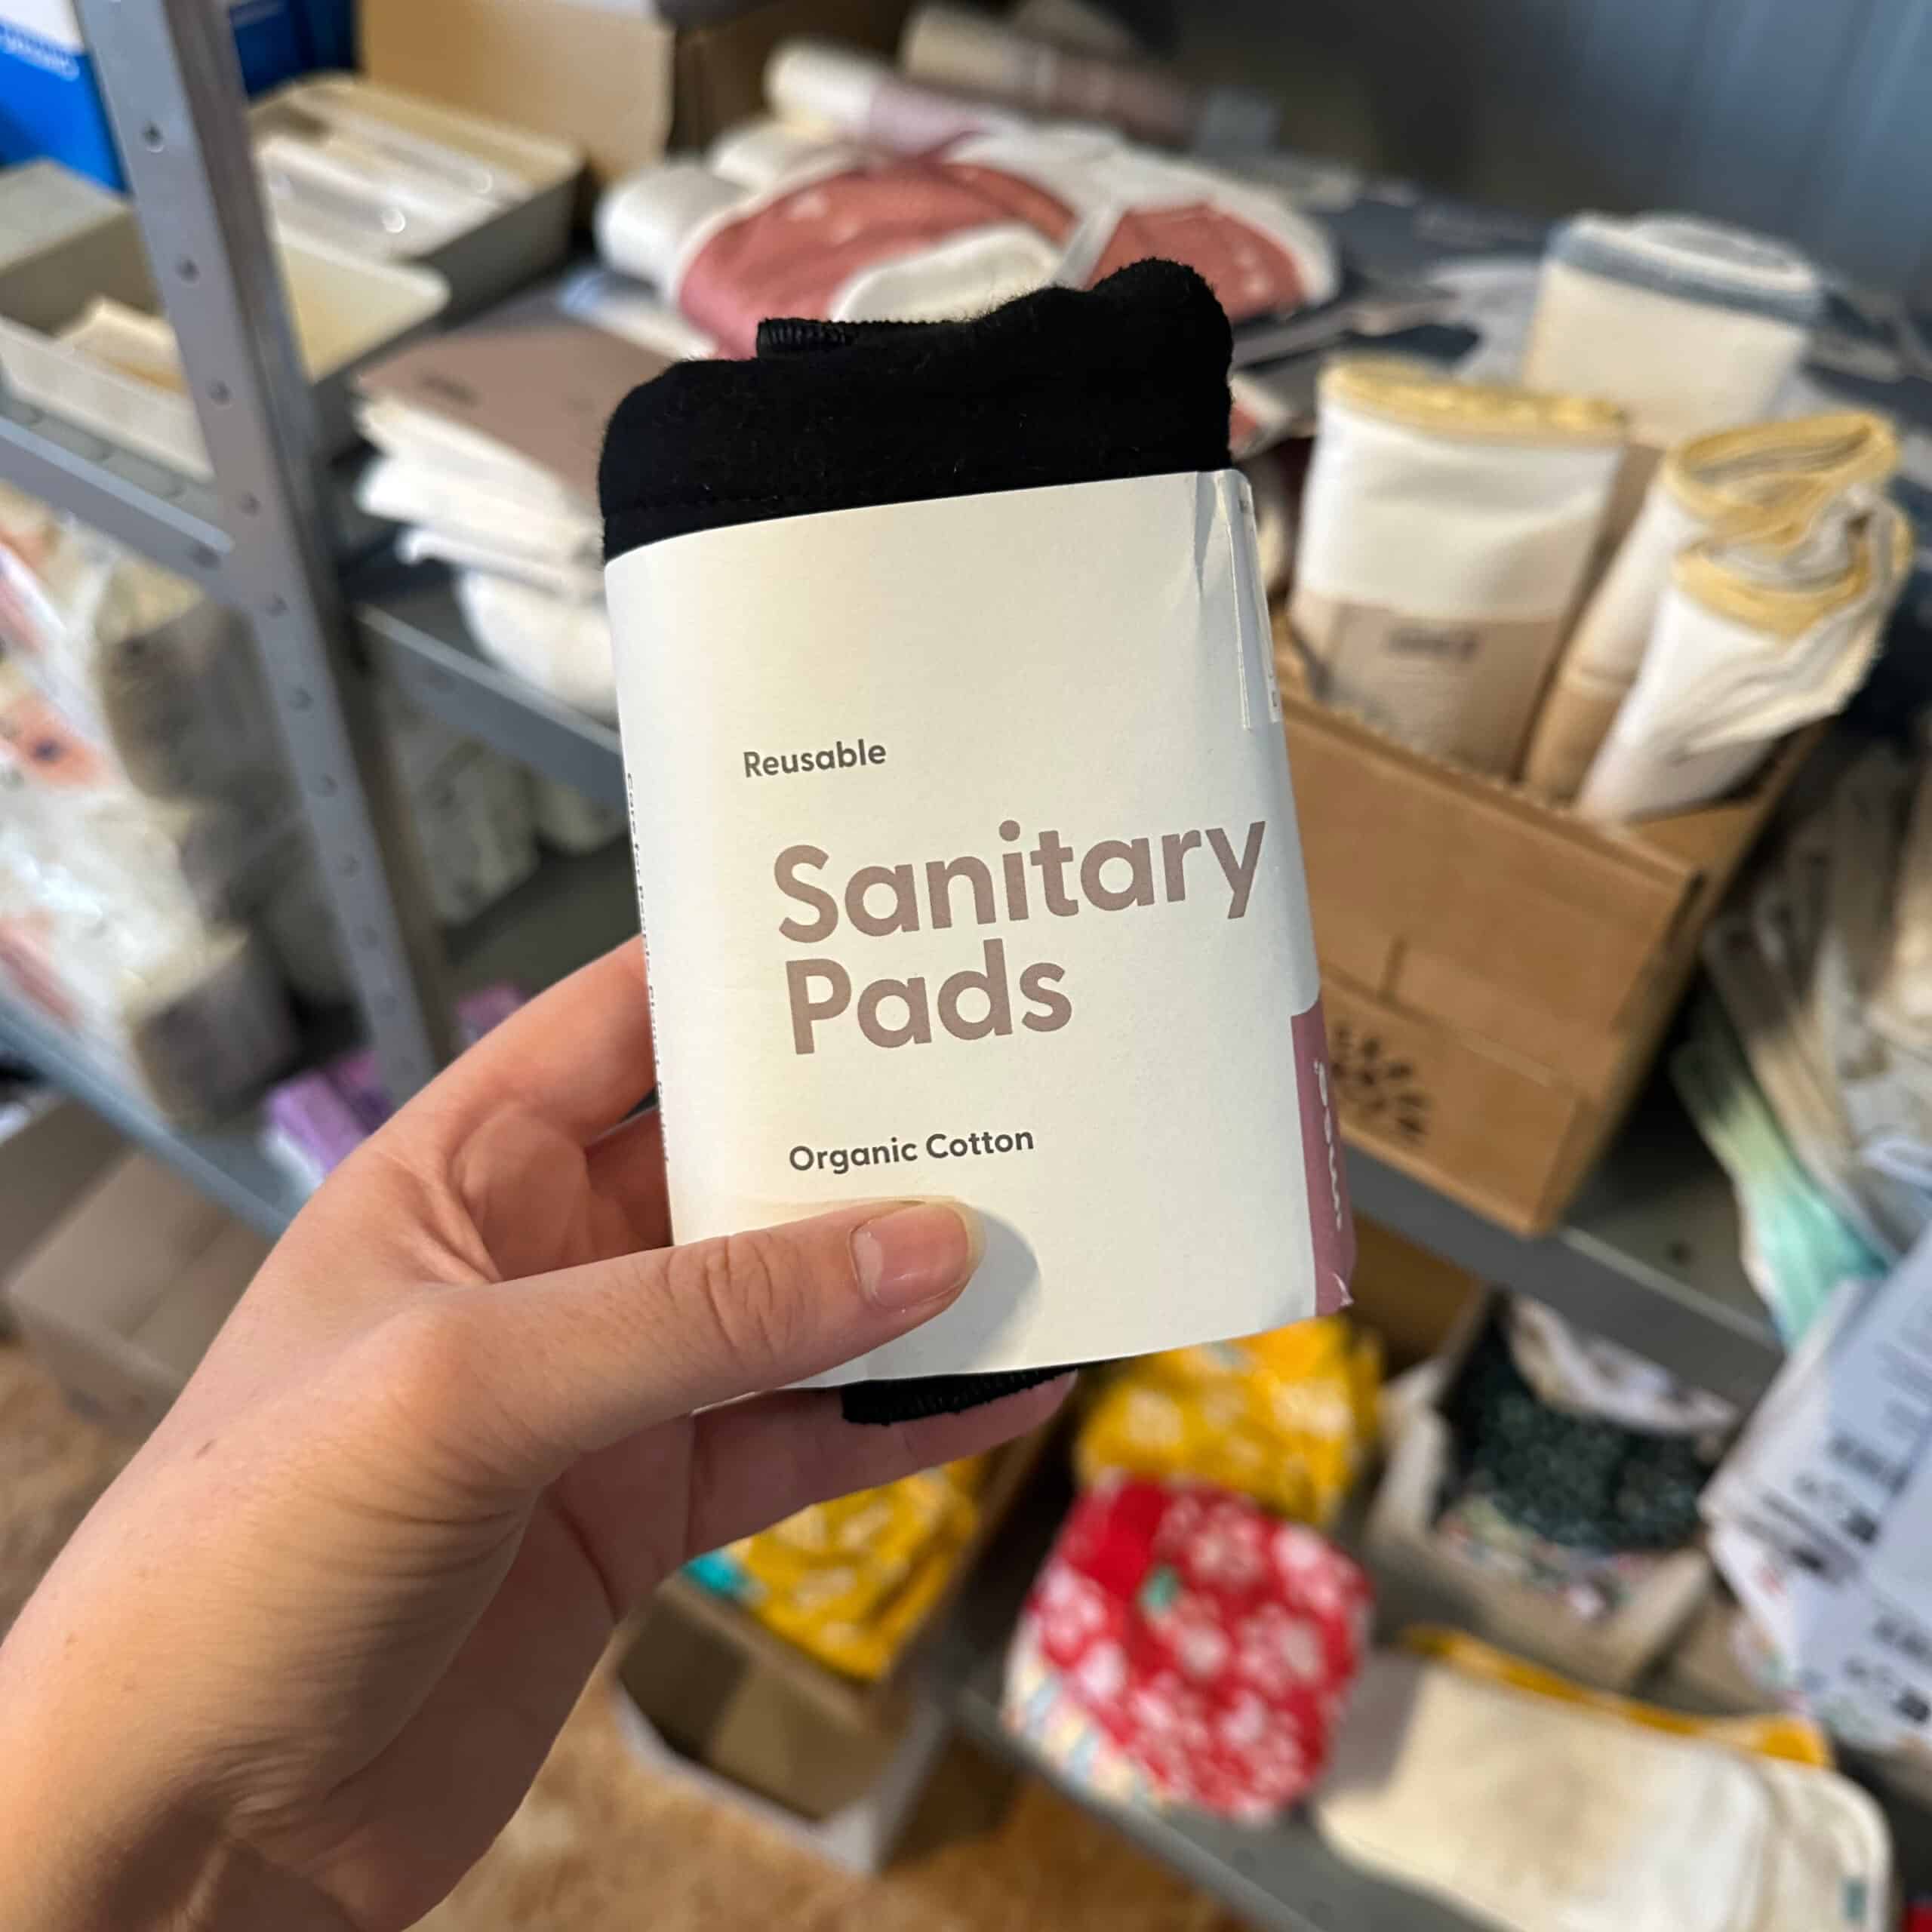 Reusable
Sanitary
Pads
Organic Cotton